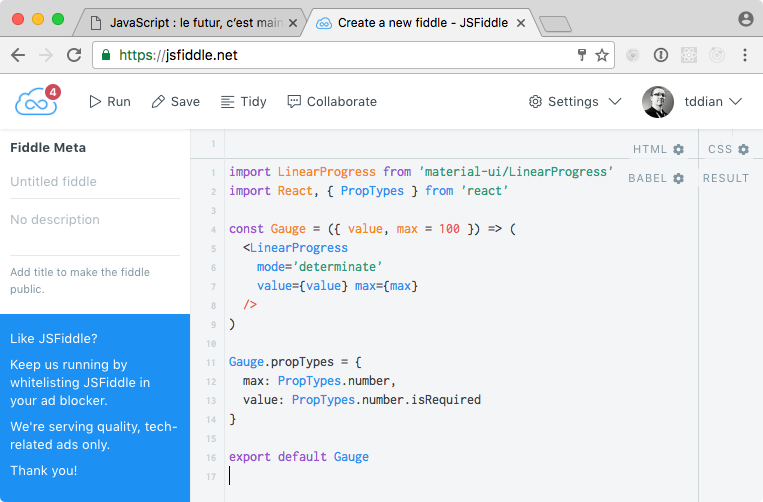 JavaScript : le futur, c’est main
Create a new fiddle - JSFiddle
https://jsfiddle.net
4
Run
Save
Tidy
Collaborate
Settings
tddian
Fiddle Meta
Untitled fiddle
No description
Add title to make the fiddle
public.
Like JSFiddle?
Keep us running by
whitelisting JSFiddle in
your ad blocker.
We're serving quality, tech-
related ads only.
Thank you!
1
HTML
CSS
BABEL
RESULT
1 import LinearProgress from 'material-ui/LinearProgress'
2 import React, { PropTypes } from 'react'
3
4 const Gauge = ({ value, max = 100 }) => (
5   <LinearProgress
6     mode='determinate'
7     value={value} max={max}
8   />
9 )
10
11 Gauge.propTypes = {
12   max: PropTypes.number,
13   value: PropTypes.number.isRequired
14 }
15
16 export default Gauge
17